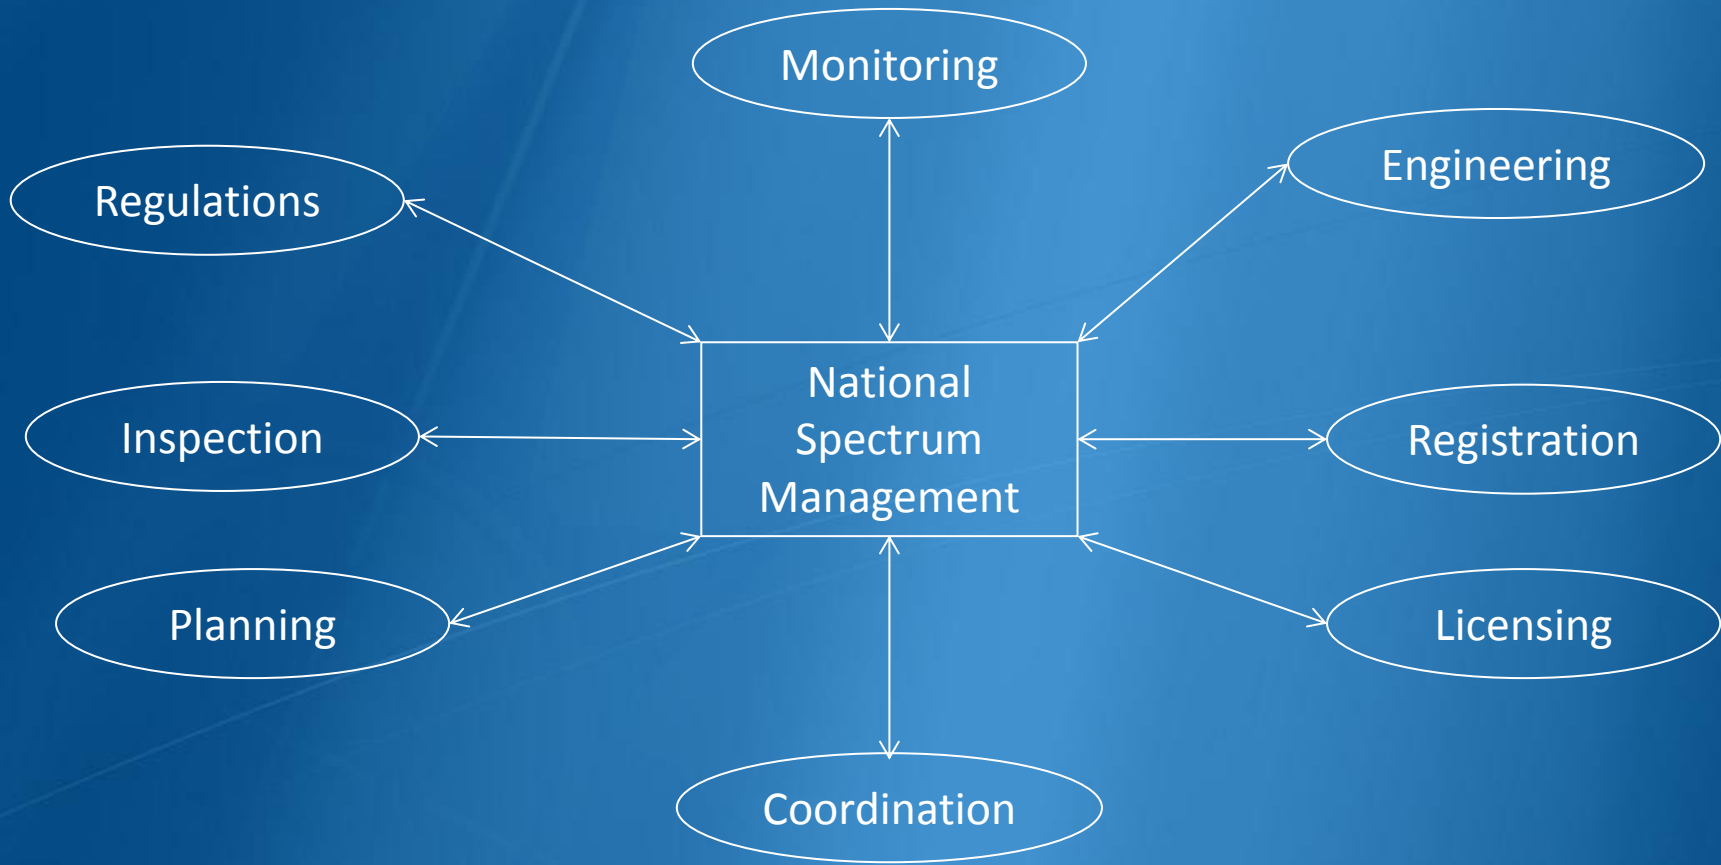 Monitoring
Engineering
Regulations
National
Spectrum
Management
Inspection
Registration
Planning
Licensing
Coordination